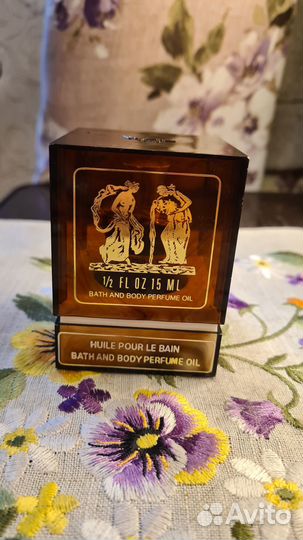 ½ FL OZ 15 ML
BATH AND BODY PERFUME OIL
HUILE POUR LE BAIN
BATH AND BODY PERFUME OIL
Avito